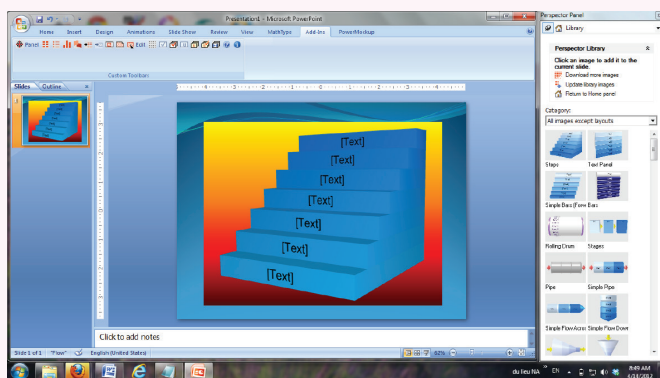 Presentation1 - Microsoft PowerPoint
Home Insert Design Animations Slide Show Review View MathType Add-Ins PowerMockup
Panel Edit
Custom Toolbars
Slides Outline
[Text]
[Text]
[Text]
[Text]
[Text]
[Text]
[Text]
Click to add notes
Slide 1 of 1 "Flow" English (United States) 62%
Perspector Panel
Library
Perspector Library
Click an image to add it to the
current slide.
Download more images
Update library images
Return to Home panel
Category:
All images except layouts
Steps Text Panel
Simple Bars (Forw Bars
Rolling Drum Stages
Pipe Simple Pipe
Simple Flow Acros Simple Flow Down
du lieu NA EN 8:49 AM